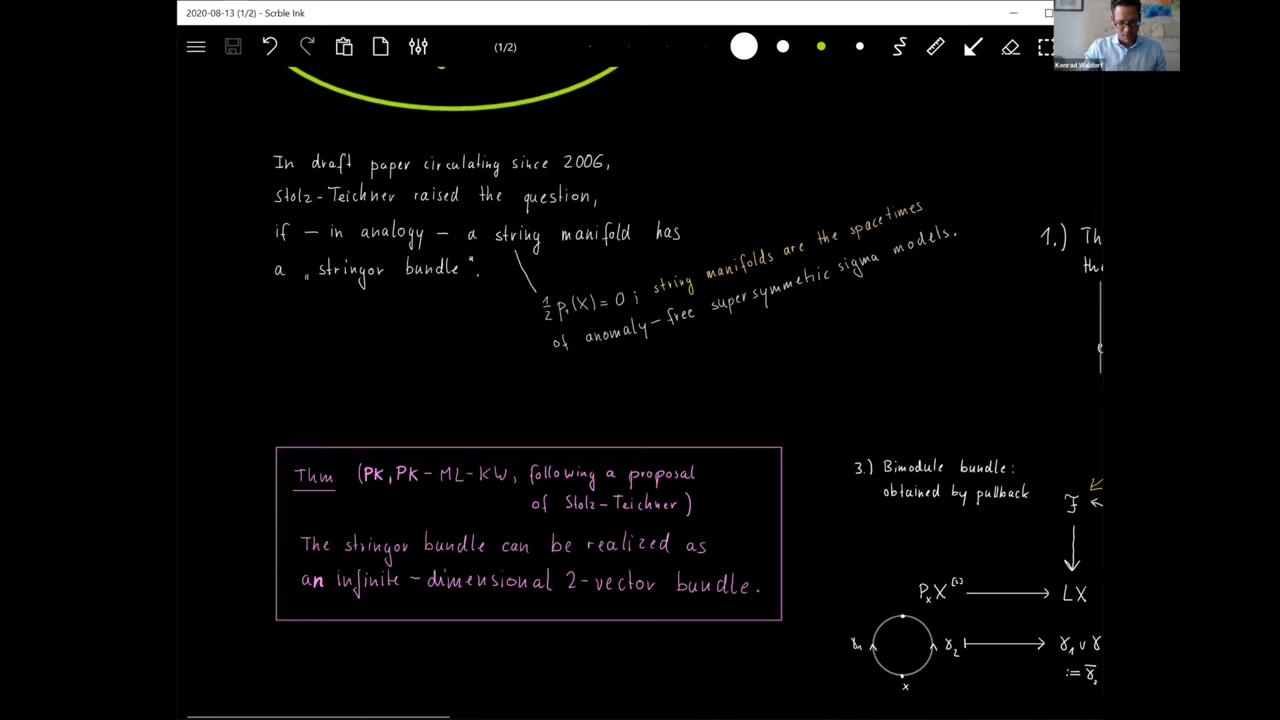 2020-08-13 (1/2) - Scrble Ink
(1/2)
Konrad Waldorf
In draft paper circulating since 2006,
Stolz-Teichner raised the question,
if — in analogy — a string manifold has
a „stringor bundle“.
½ p₁(X) = 0 ; string manifolds are the spacetimes
of anomaly-free supersymmetric sigma models.
1.) Th
th
Thm (PK, PK-ML-KW, following a proposal
of Stolz-Teichner)
The stringor bundle can be realized as
an infinite-dimensional 2-vector bundle.
3.) Bimodule bundle:
obtained by pullback
F
PₓX^[2] → LX
γ₁ γ₂ ↦ γ₁ ∪ γ
x
:= γ̄₂